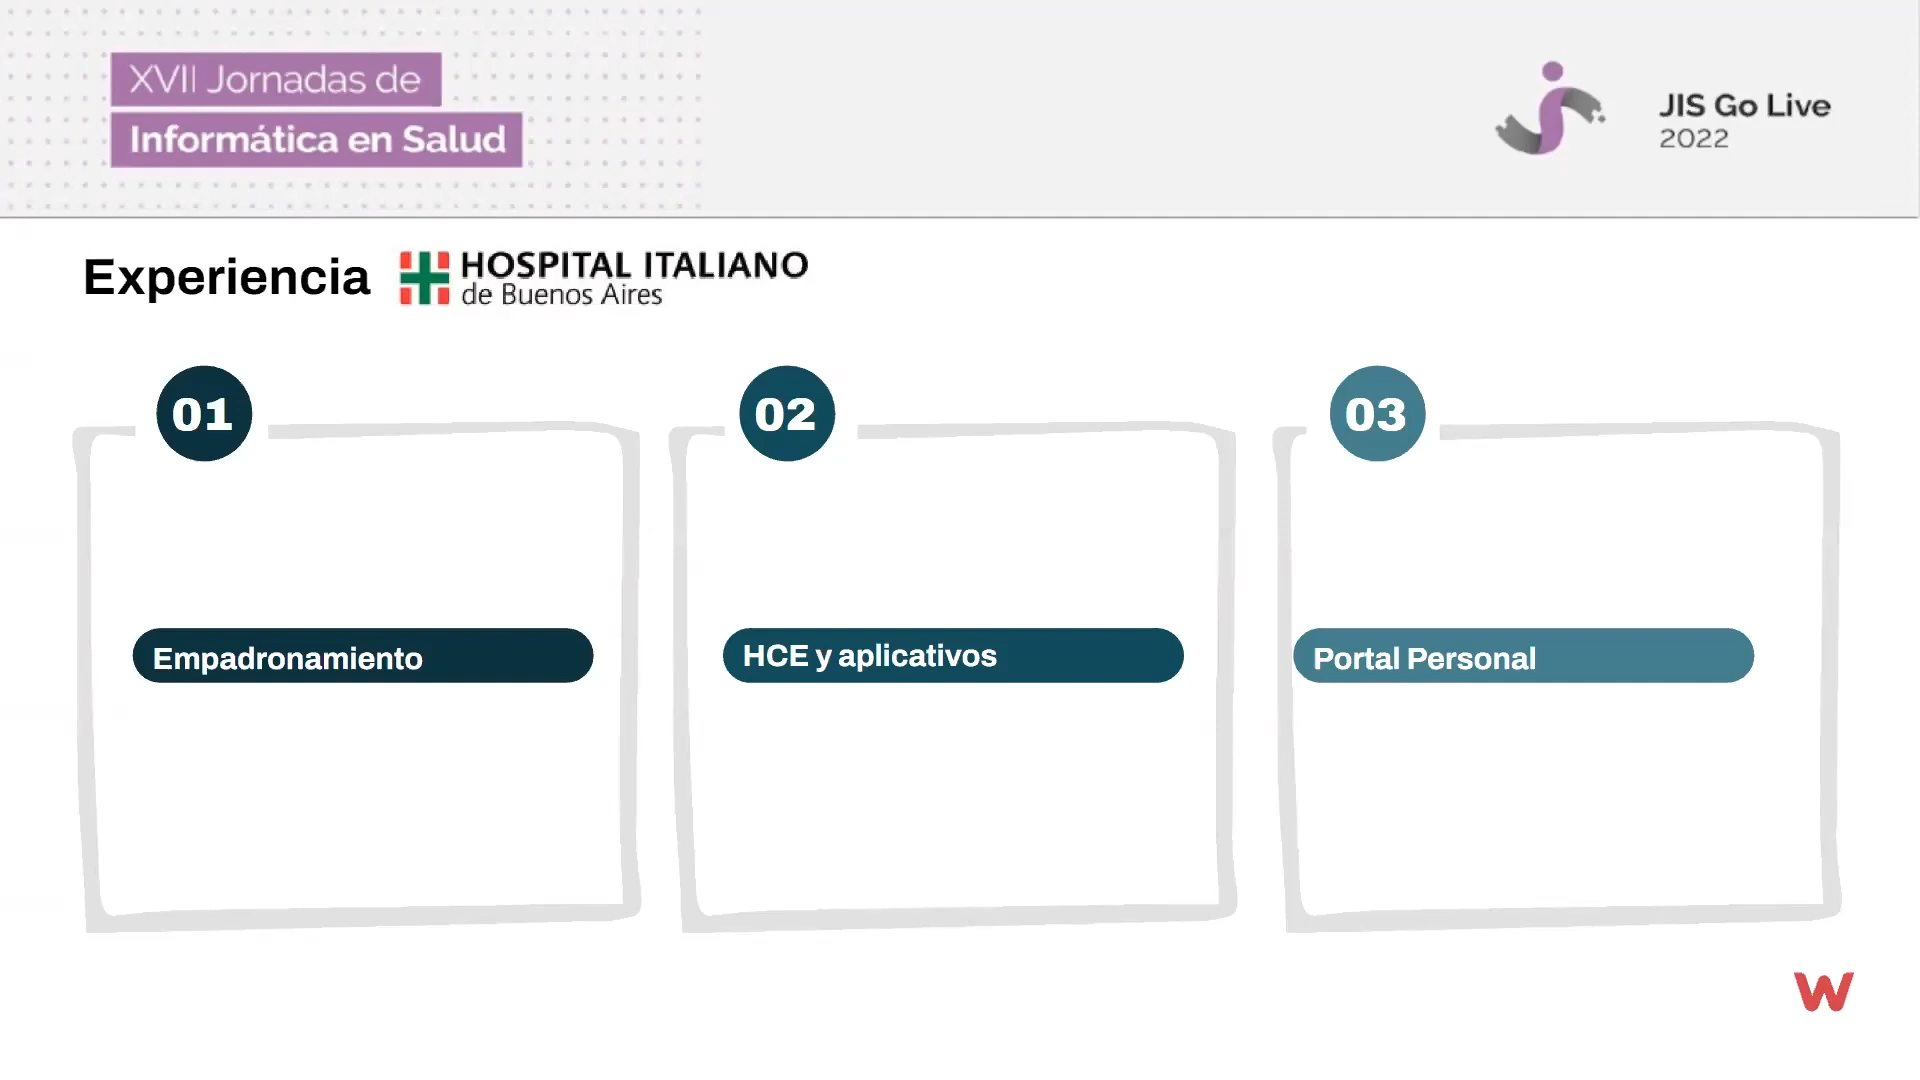 XVII Jornadas de
Informática en Salud
JIS Go Live
2022
Experiencia
HOSPITAL ITALIANO
de Buenos Aires
01
Empadronamiento
02
HCE y aplicativos
03
Portal Personal
W